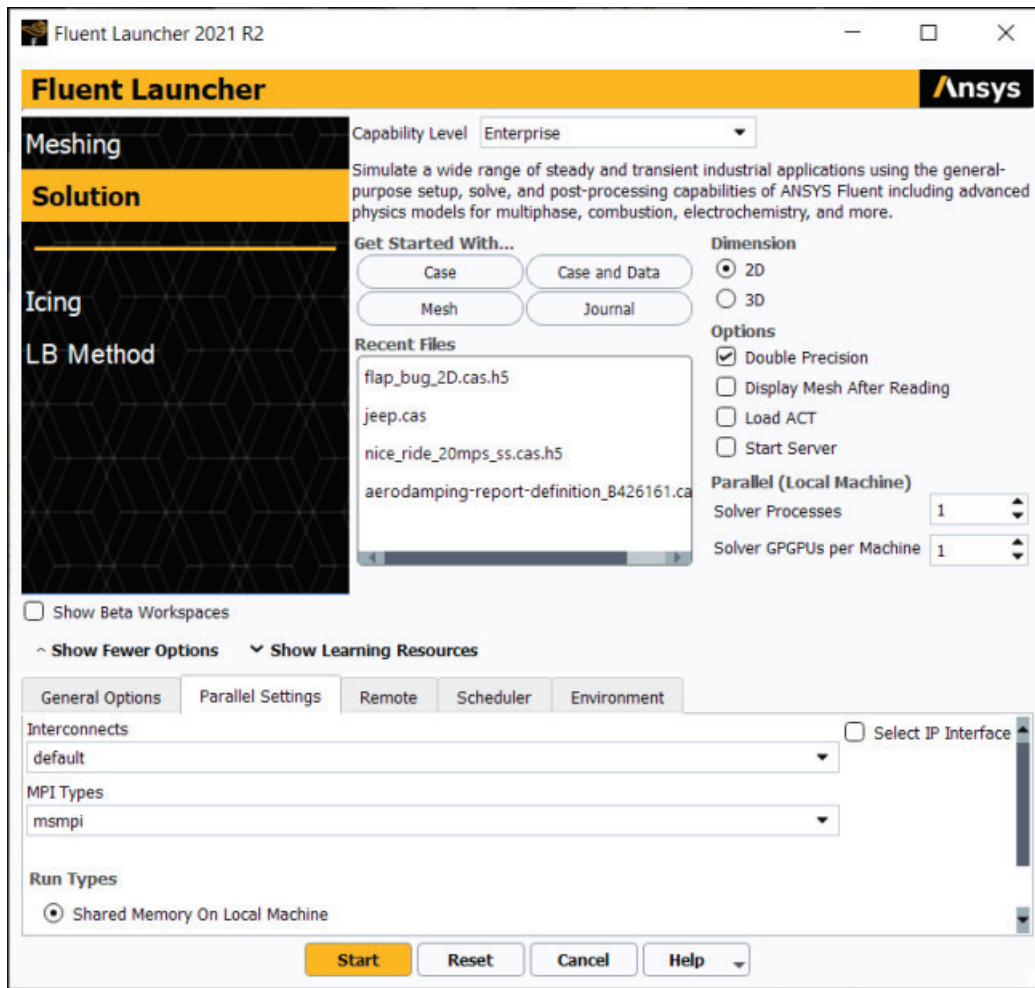 Fluent Launcher 2021 R2
Fluent Launcher
Ansys
Meshing
Solution
Icing
LB Method
Capability Level Enterprise
Simulate a wide range of steady and transient industrial applications using the general-
purpose setup, solve, and post-processing capabilities of ANSYS Fluent including advanced
physics models for multiphase, combustion, electrochemistry, and more.
Get Started With...
Case
Case and Data
Mesh
Journal
Recent Files
flap_bug_2D.cas.h5
jeep.cas
nice_ride_20mps_ss.cas.h5
aerodamping-report-definition_B426161.ca
Dimension
2D
3D
Options
Double Precision
Display Mesh After Reading
Load ACT
Start Server
Parallel (Local Machine)
Solver Processes 1
Solver GPGPUs per Machine 1
Show Beta Workspaces
Show Fewer Options
Show Learning Resources
General Options
Parallel Settings
Remote
Scheduler
Environment
Interconnects
default
Select IP Interface
MPI Types
msmpi
Run Types
Shared Memory On Local Machine
Start
Reset
Cancel
Help